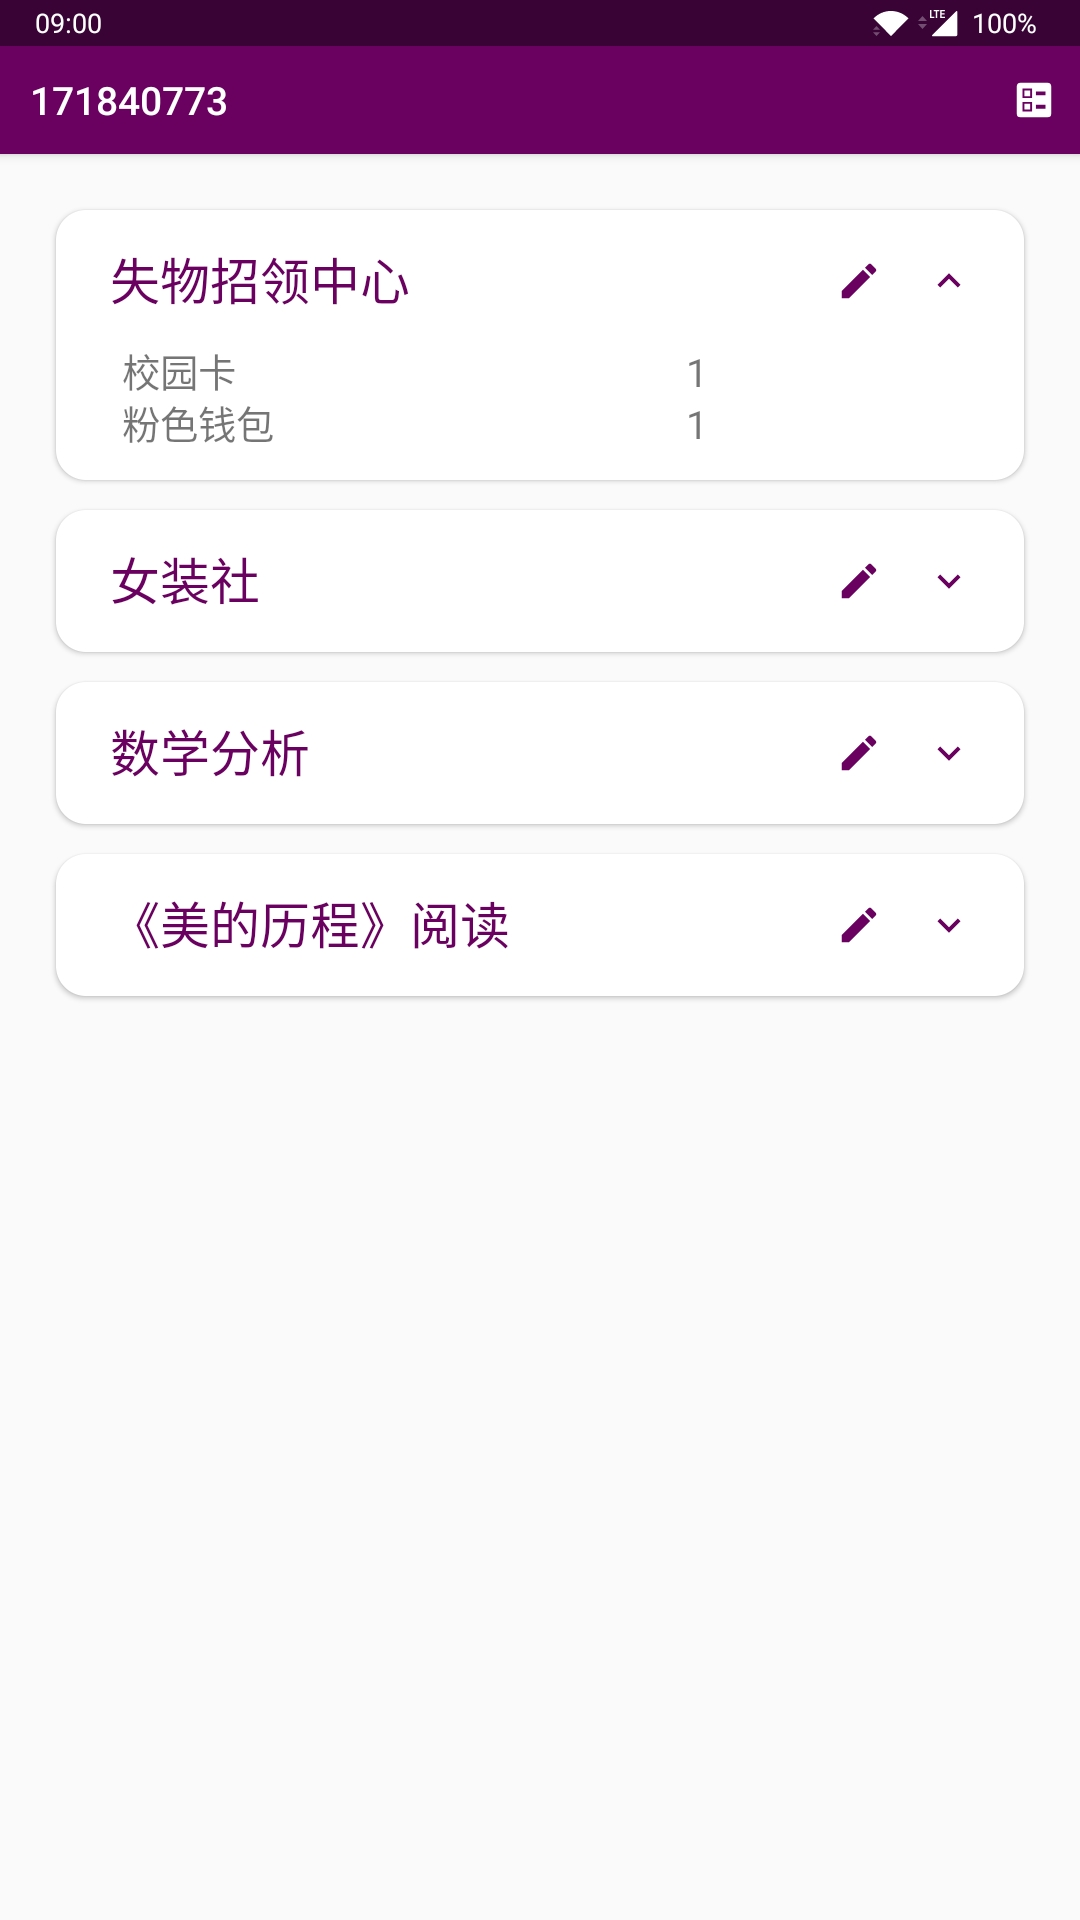 09:00 LTE 100%
171840773
失物招领中心
校园卡 1
粉色钱包 1
女装社
数学分析
《美的历程》阅读